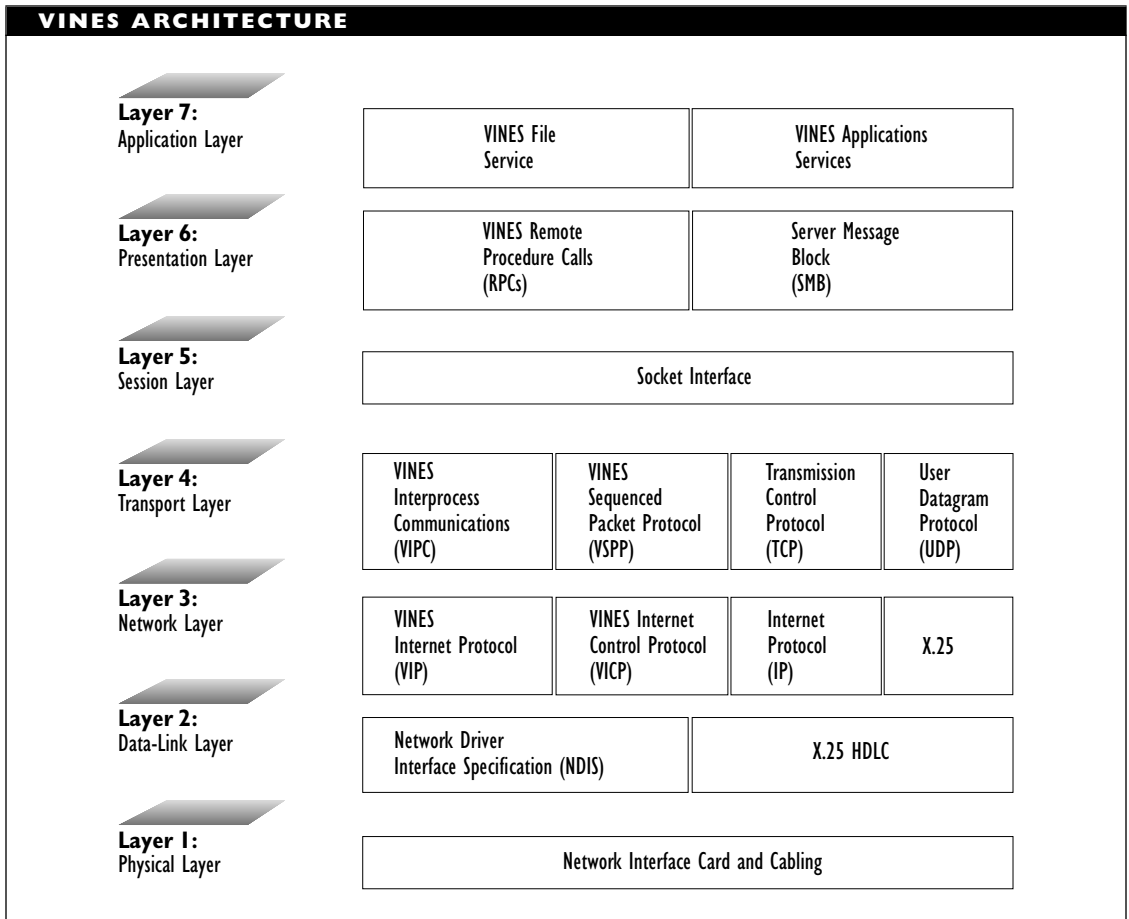 VINES ARCHITECTURE
Layer 7:
Application Layer
VINES File
Service
VINES Applications
Services
Layer 6:
Presentation Layer
VINES Remote
Procedure Calls
(RPCs)
Server Message
Block
(SMB)
Layer 5:
Session Layer
Socket Interface
Layer 4:
Transport Layer
VINES
Interprocess
Communications
(VIPC)
VINES
Sequenced
Packet Protocol
(VSPP)
Transmission
Control
Protocol
(TCP)
User
Datagram
Protocol
(UDP)
Layer 3:
Network Layer
VINES
Internet Protocol
(VIP)
VINES Internet
Control Protocol
(VICP)
Internet
Protocol
(IP)
X.25
Layer 2:
Data-Link Layer
Network Driver
Interface Specification (NDIS)
X.25 HDLC
Layer 1:
Physical Layer
Network Interface Card and Cabling